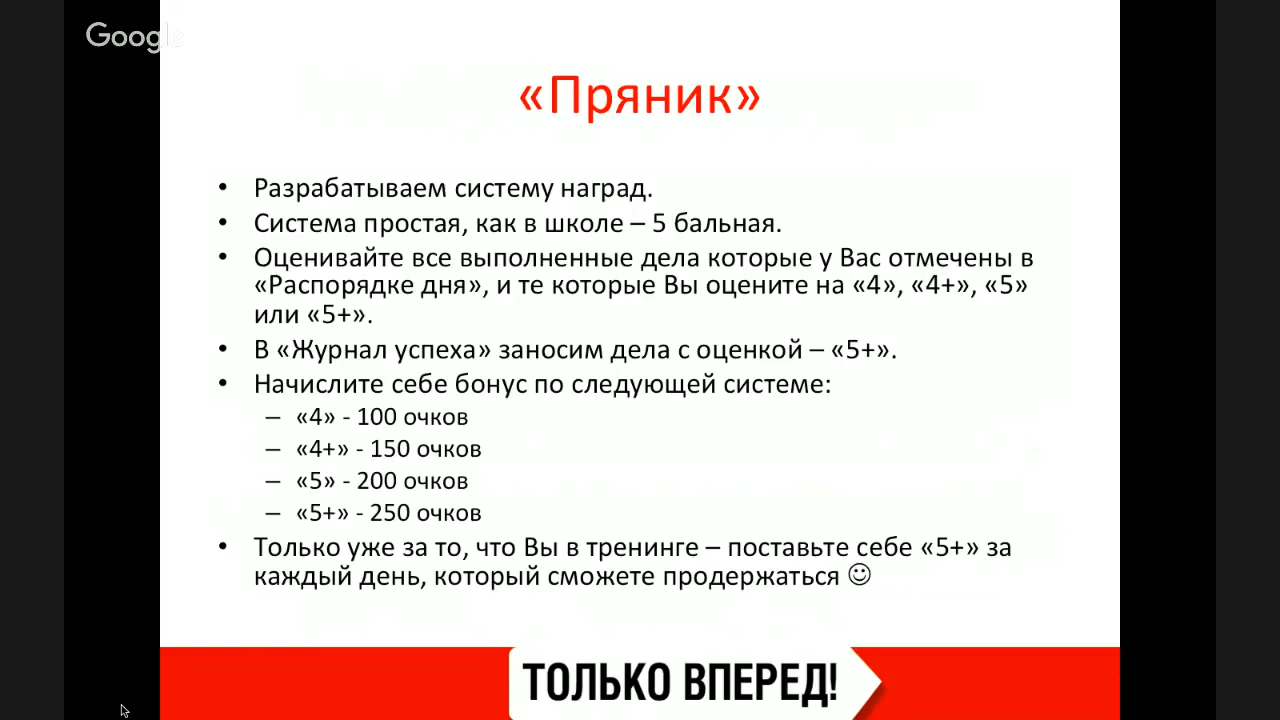 Google
«Пряник»
• Разрабатываем систему наград.
• Система простая, как в школе – 5 бальная.
• Оценивайте все выполненные дела которые у Вас отмечены в
«Распорядке дня», и те которые Вы оцените на «4», «4+», «5»
или «5+».
• В «Журнал успеха» заносим дела с оценкой – «5+».
• Начислите себе бонус по следующей системе:
– «4» - 100 очков
– «4+» - 150 очков
– «5» - 200 очков
– «5+» - 250 очков
• Только уже за то, что Вы в тренинге – поставьте себе «5+» за
каждый день, который сможете продержаться ☺
ТОЛЬКО ВПЕРЕД!